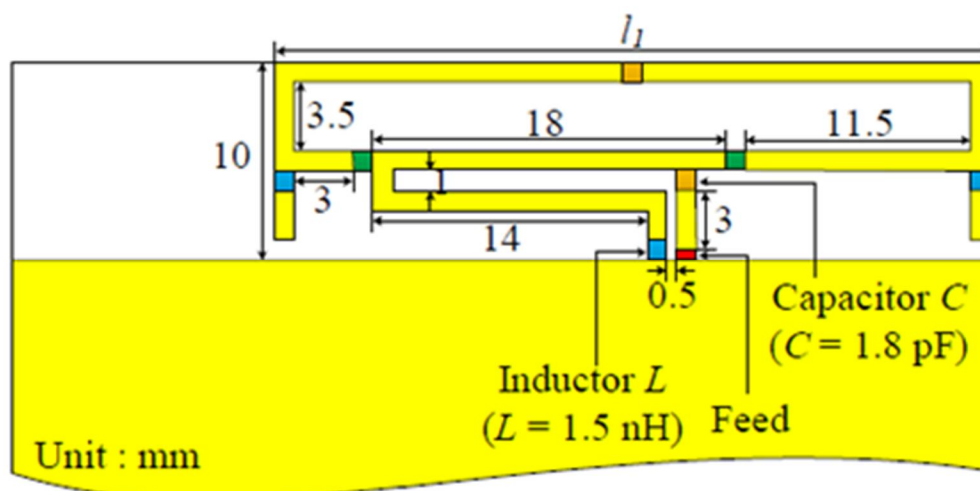 l1
3.5
18
11.5
10
3
1
14
3
0.5
Capacitor C
(C = 1.8 pF)
Inductor L
(L = 1.5 nH)
Feed
Unit : mm